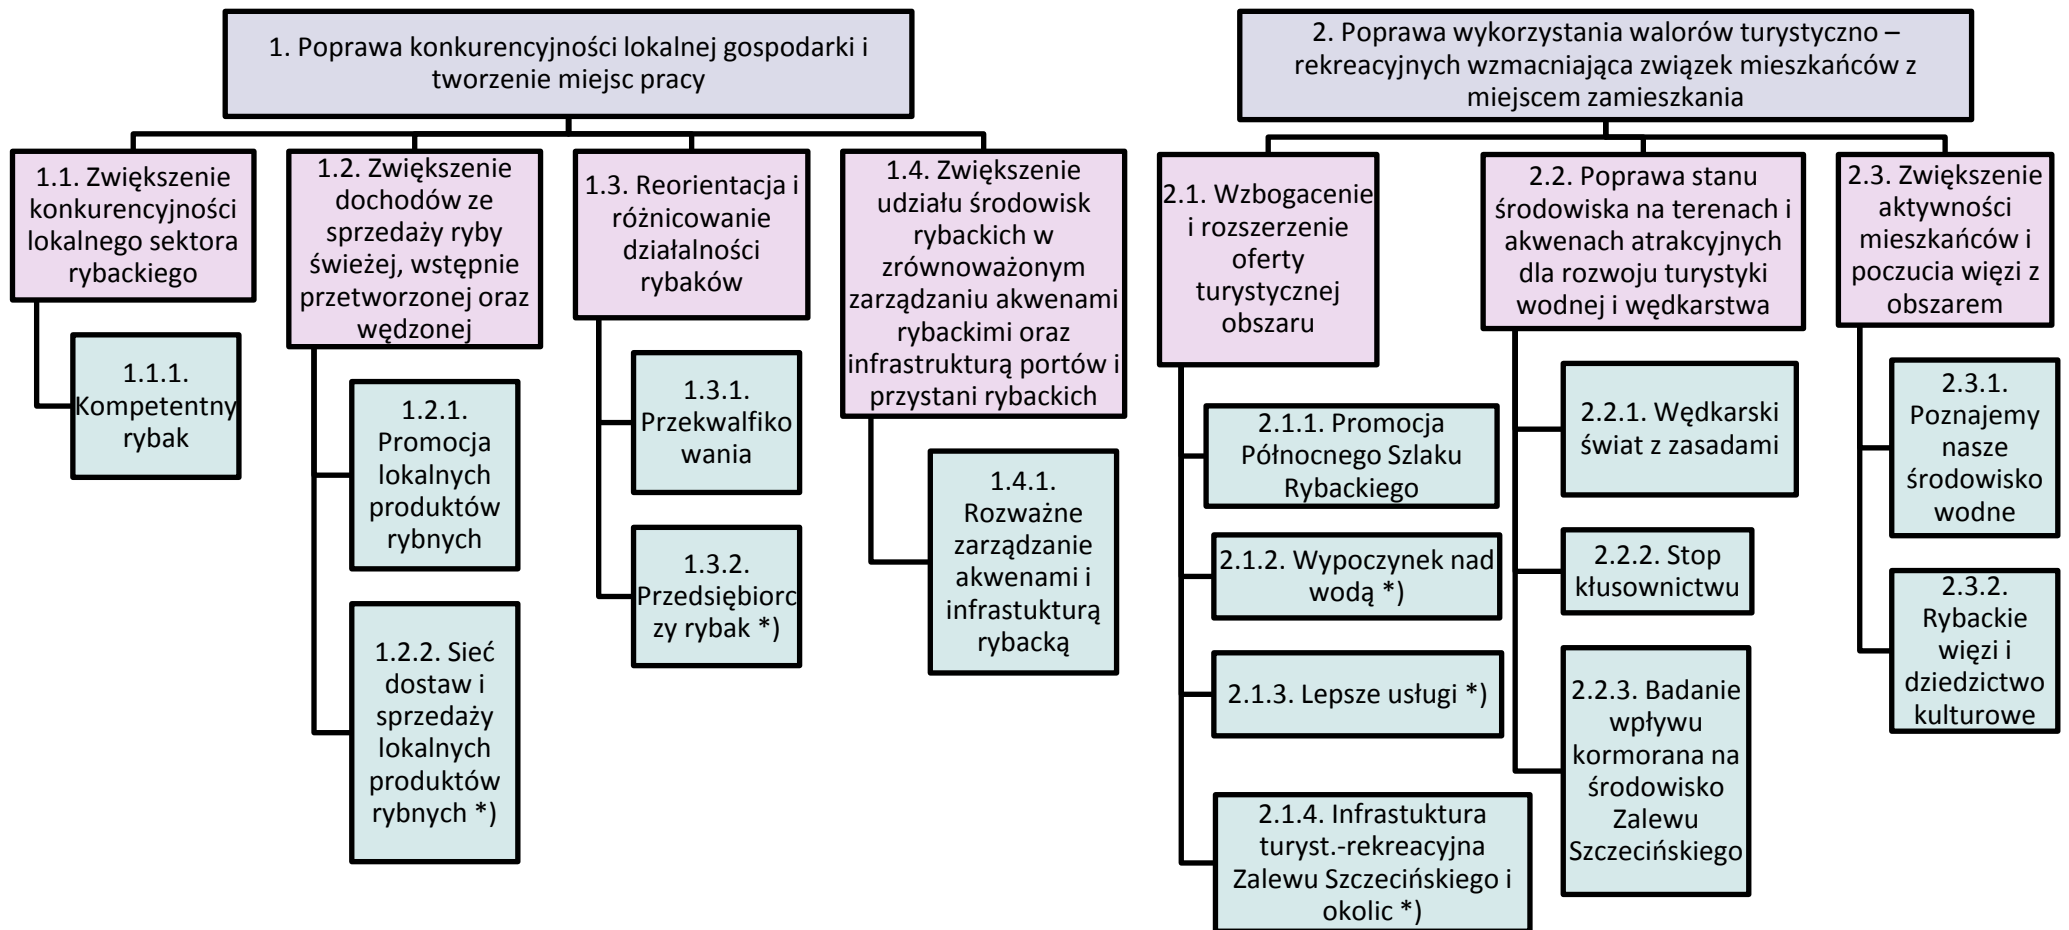 1. Poprawa konkurencyjności lokalnej gospodarki i
tworzenie miejsc pracy
1.1. Zwiększenie
konkurencyjności
lokalnego sektora
rybackiego
1.1.1.
Kompetentny
rybak
1.2. Zwiększenie
dochodów ze
sprzedaży ryby
świeżej, wstępnie
przetworzonej oraz
wędzonej
1.2.1.
Promocja
lokalnych
produktów
rybnych
1.2.2. Sieć
dostaw i
sprzedaży
lokalnych
produktów
rybnych *)
1.3. Reorientacja i
różnicowanie
działalności
rybaków
1.3.1.
Przekwalfiko
wania
1.3.2.
Przedsiębiorc
zy rybak *)
1.4. Zwiększenie
udziału środowisk
rybackich w
zrównoważonym
zarządzaniu akwenami
rybackimi oraz
infrastrukturą portów i
przystani rybackich
1.4.1.
Rozważne
zarządzanie
akwenami i
infrastukturą
rybacką
2. Poprawa wykorzystania walorów turystyczno –
rekreacyjnych wzmacniająca związek mieszkańców z
miejscem zamieszkania
2.1. Wzbogacenie
i rozszerzenie
oferty
turystycznej
obszaru
2.1.1. Promocja
Północnego Szlaku
Rybackiego
2.1.2. Wypoczynek nad
wodą *)
2.1.3. Lepsze usługi *)
2.1.4. Infrastuktura
turyst.-rekreacyjna
Zalewu Szczecińskiego i
okolic *)
2.2. Poprawa stanu
środowiska na terenach i
akwenach atrakcyjnych
dla rozwoju turystyki
wodnej i wędkarstwa
2.2.1. Wędkarski
świat z zasadami
2.2.2. Stop
kłusownictwu
2.2.3. Badanie
wpływu
kormorana na
środowisko
Zalewu
Szczecińskiego
2.3. Zwiększenie
aktywności
mieszkańców i
poczucia więzi z
obszarem
2.3.1.
Poznajemy
nasze
środowisko
wodne
2.3.2.
Rybackie
więzi i
dziedzictwo
kulturowe